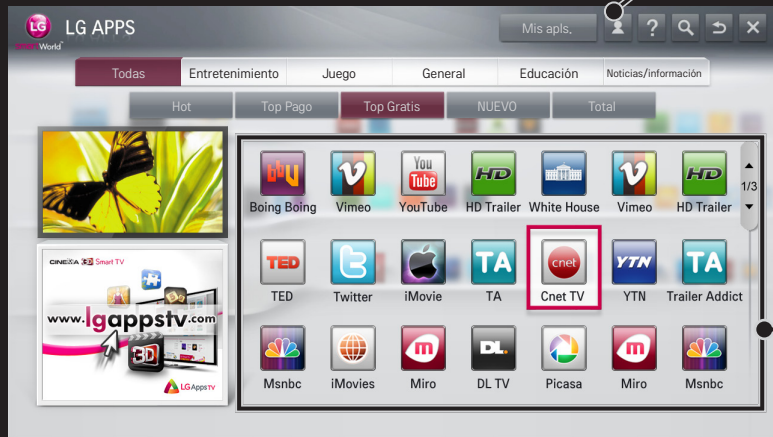 LG
smart World
LG APPS
Mis apls.
?
Todas Entretenimiento Juego General Educación Noticias/información
Hot Top Pago Top Gratis NUEVO Total
bbU V You Tube HD V HD
Boing Boing Vimeo YouTube HD Trailer White House Vimeo HD Trailer
1/3
TED TA cnet YTN TA
TED Twitter iMovie TA Cnet TV YTN Trailer Addict
m DL. m
Msnbc iMovies Miro DL TV Picasa Miro Msnbc
CINEMA 3D Smart TV
www.lgappstv.com
3D
LG Apps TV